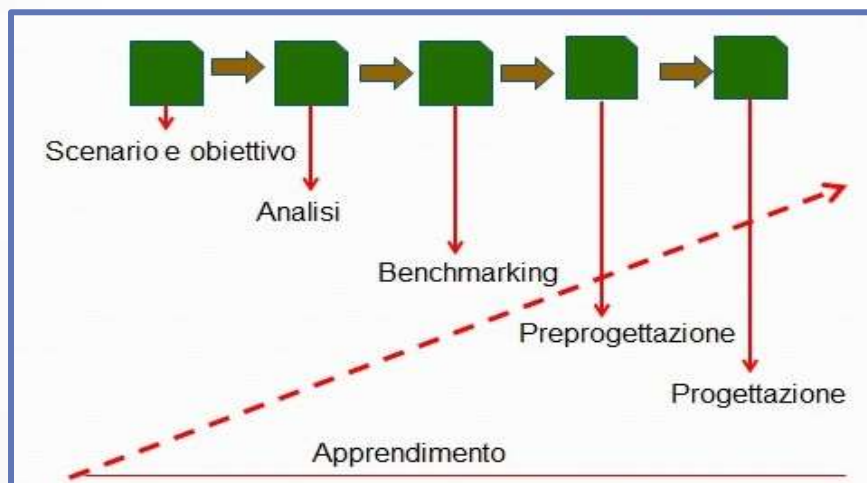 Scenario e obiettivo
Analisi
Benchmarking
Preprogettazione
Progettazione
Apprendimento